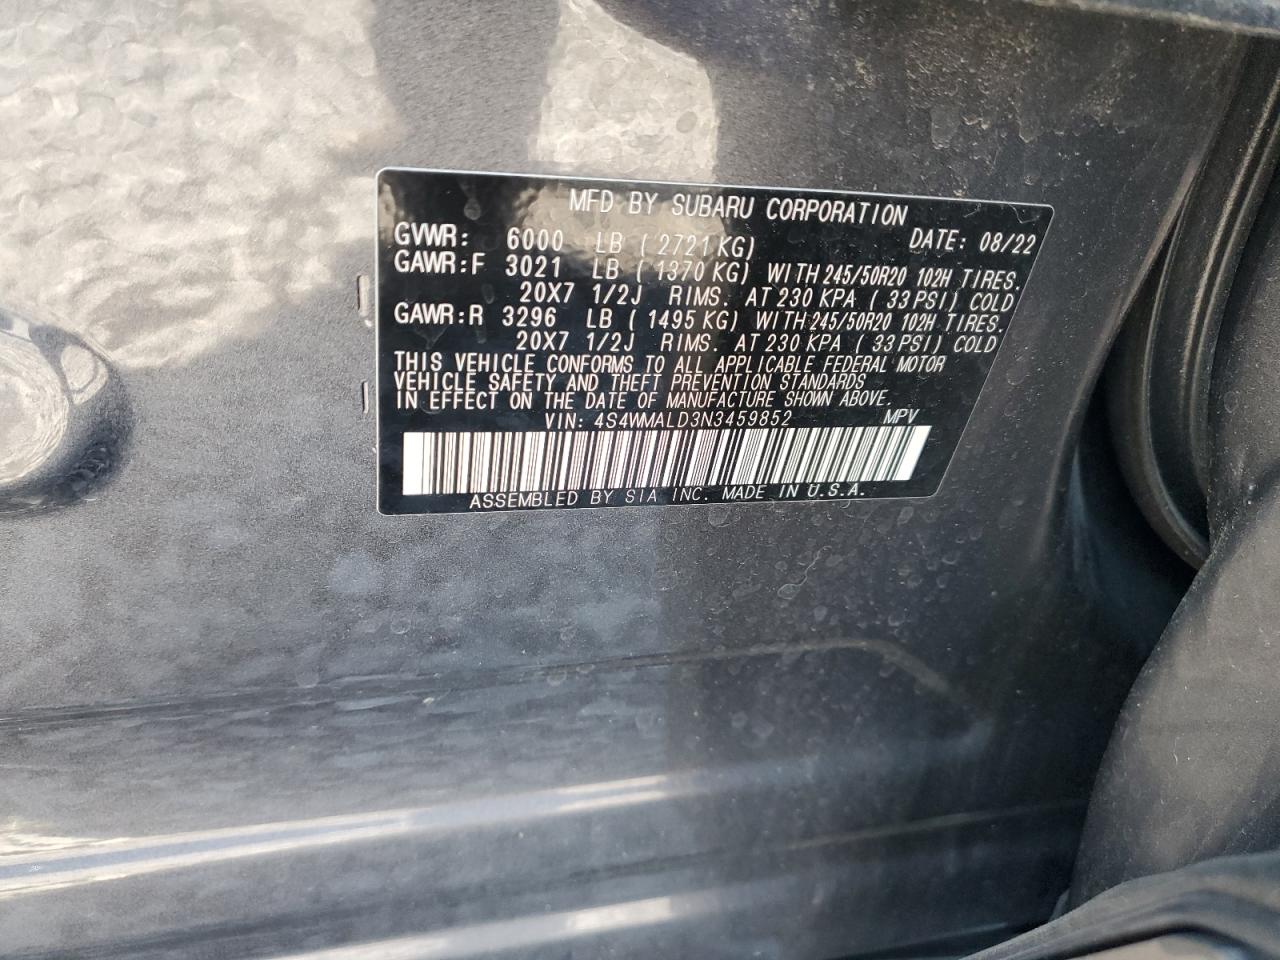 MFD BY SUBARU CORPORATION
GVWR: 6000 LB ( 2721 KG) DATE: 08/22
GAWR:F 3021 LB ( 1370 KG) WITH 245/50R20 102H TIRES.
20X7 1/2J RIMS. AT 230 KPA ( 33 PSI) COLD
GAWR:R 3296 LB ( 1495 KG) WITH 245/50R20 102H TIRES.
20X7 1/2J RIMS. AT 230 KPA ( 33 PSI) COLD
THIS VEHICLE CONFORMS TO ALL APPLICABLE FEDERAL MOTOR
VEHICLE SAFETY AND THEFT PREVENTION STANDARDS
IN EFFECT ON THE DATE OF MANUFACTURE SHOWN ABOVE.
VIN: 4S4WMALD3N3459852 MPV
ASSEMBLED BY SIA INC. MADE IN U.S.A.